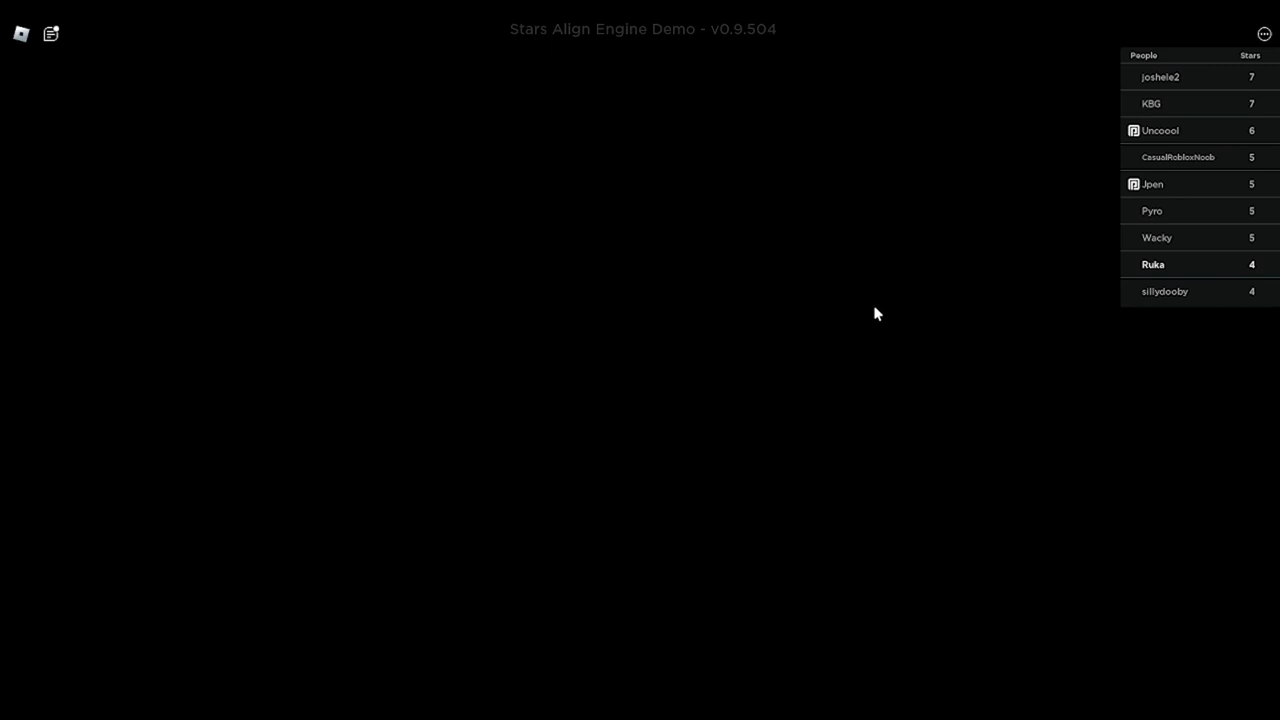 Stars Align Engine Demo - v0.9.504
People Stars
joshele2 7
KBG 7
Uncoool 6
CasualRobloxNoob 5
Jpen 5
Pyro 5
Wacky 5
Ruka 4
sillydooby 4